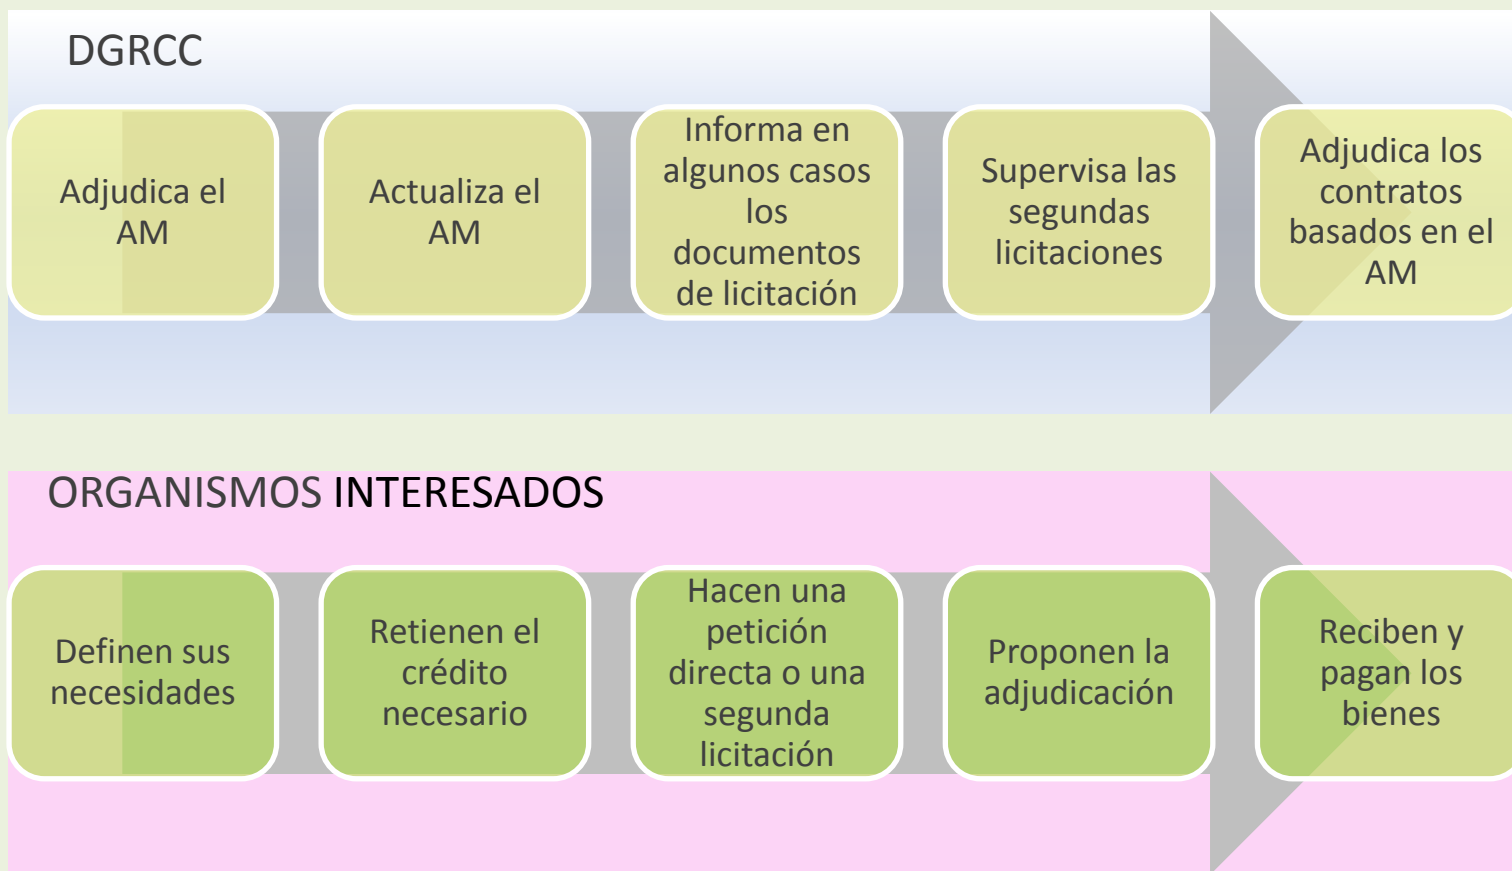 DGRCC
Adjudica el
AM
Actualiza el
AM
Informa en
algunos casos
los
documentos
de licitación
Supervisa las
segundas
licitaciones
Adjudica los
contratos
basados en el
AM
ORGANISMOS INTERESADOS
Definen sus
necesidades
Retienen el
crédito
necesario
Hacen una
petición
directa o una
segunda
licitación
Proponen la
adjudicación
Reciben y
pagan los
bienes